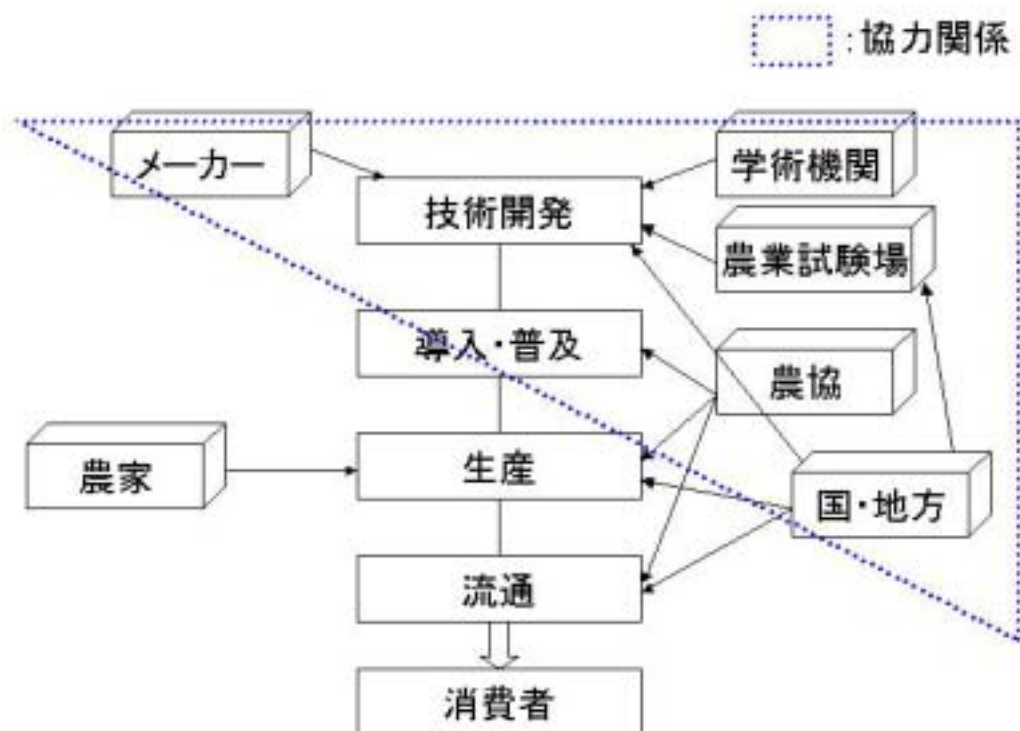 ：協力関係
メーカー
学術機関
技術開発
農業試験場
導入・普及
農協
農家
生産
国・地方
流通
消費者